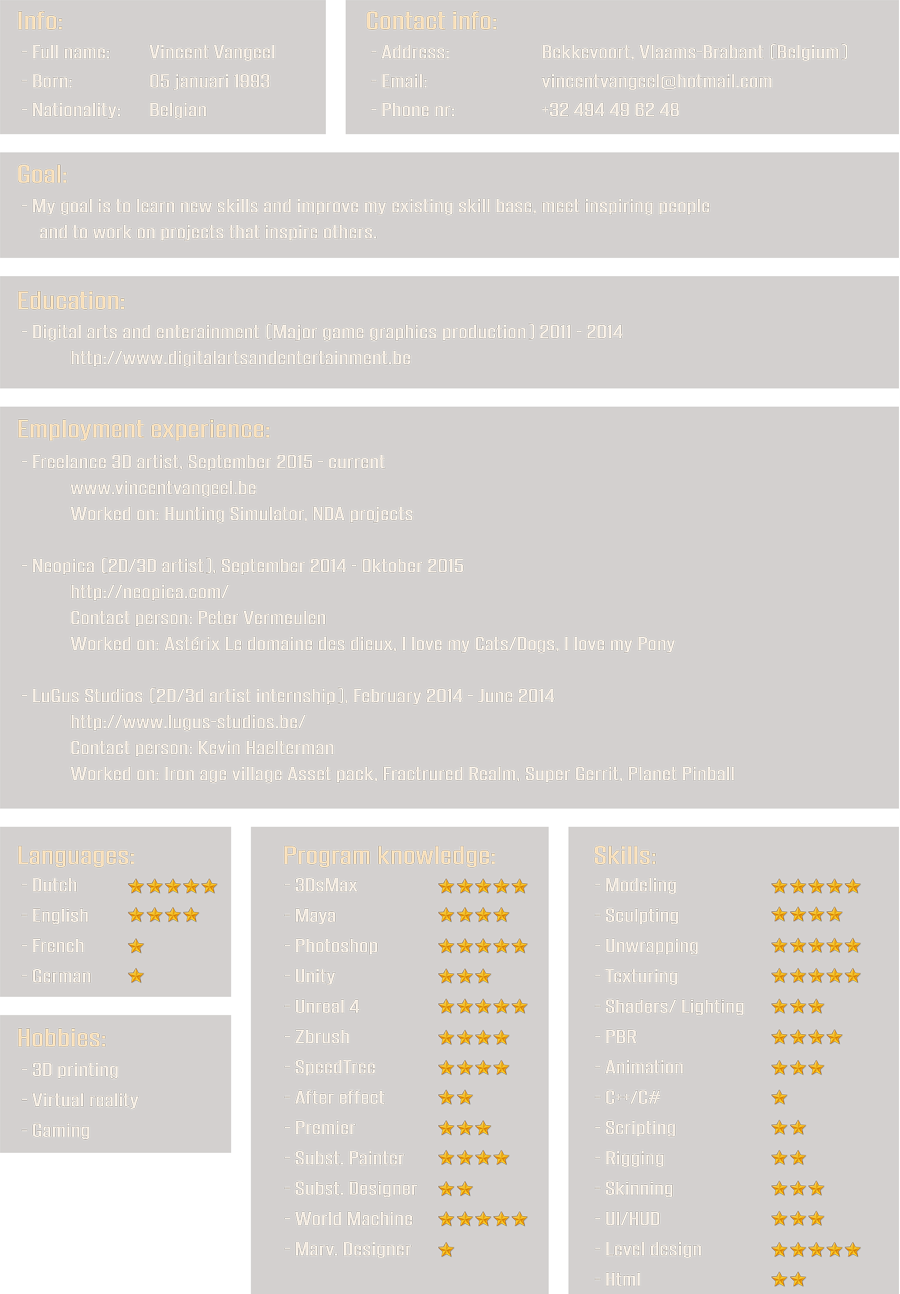 Info:
- Full name: Vincent Vangeel
- Born: 05 januari 1993
- Nationality: Belgian
Contact info:
- Address: Bekkevoort, Vlaams-Brabant (Belgium)
- Email: vincentvangeel@hotmail.com
- Phone nr: +32 494 49 62 48
Goal:
- My goal is to learn new skills and improve my existing skill base, meet inspiring people
and to work on projects that inspire others.
Education:
- Digital arts and enterainment (Major game graphics production) 2011 - 2014
http://www.digitalartsandentertainment.be
Employment experience:
- Freelance 3D artist, September 2015 - current
www.vincentvangeel.be
Worked on: Hunting Simulator, NDA projects
- Neopica (2D/3D artist), September 2014 - Oktober 2015
http://neopica.com/
Contact person: Peter Vermeulen
Worked on: Astérix Le domaine des dieux, I love my Cats/Dogs, I love my Pony
- LuGus Studios (2D/3d artist internship), February 2014 - June 2014
http://www.lugus-studios.be/
Contact person: Kevin Haelterman
Worked on: Iron age village Asset pack, Fractrured Realm, Super Gerrit, Planet Pinball
Languages:
- Dutch
- English
- French
- German
Hobbies:
- 3D printing
- Virtual reality
- Gaming
Program knowledge:
- 3DsMax
- Maya
- Photoshop
- Unity
- Unreal 4
- Zbrush
- SpeedTree
- After effect
- Premier
- Subst. Painter
- Subst. Designer
- World Machine
- Marv. Designer
Skills:
- Modeling
- Sculpting
- Unwrapping
- Texturing
- Shaders/ Lighting
- PBR
- Animation
- C++/C#
- Scripting
- Rigging
- Skinning
- UI/HUD
- Level design
- Html